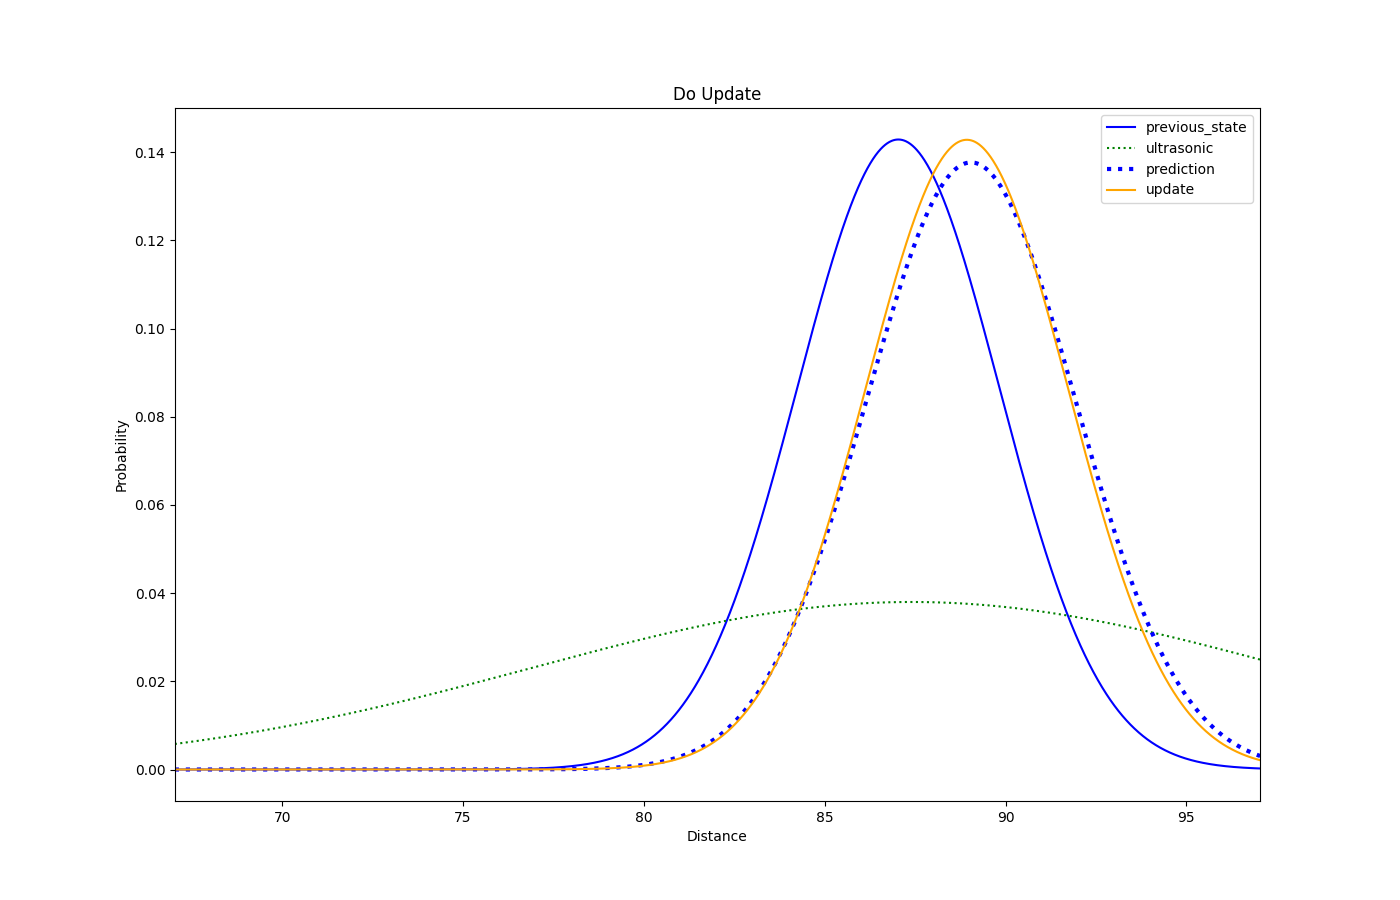 Do Update
previous_state
ultrasonic
prediction
update
0.14
0.12
0.10
0.08
0.06
0.04
0.02
0.00
Probability
70 75 80 85 90 95
Distance